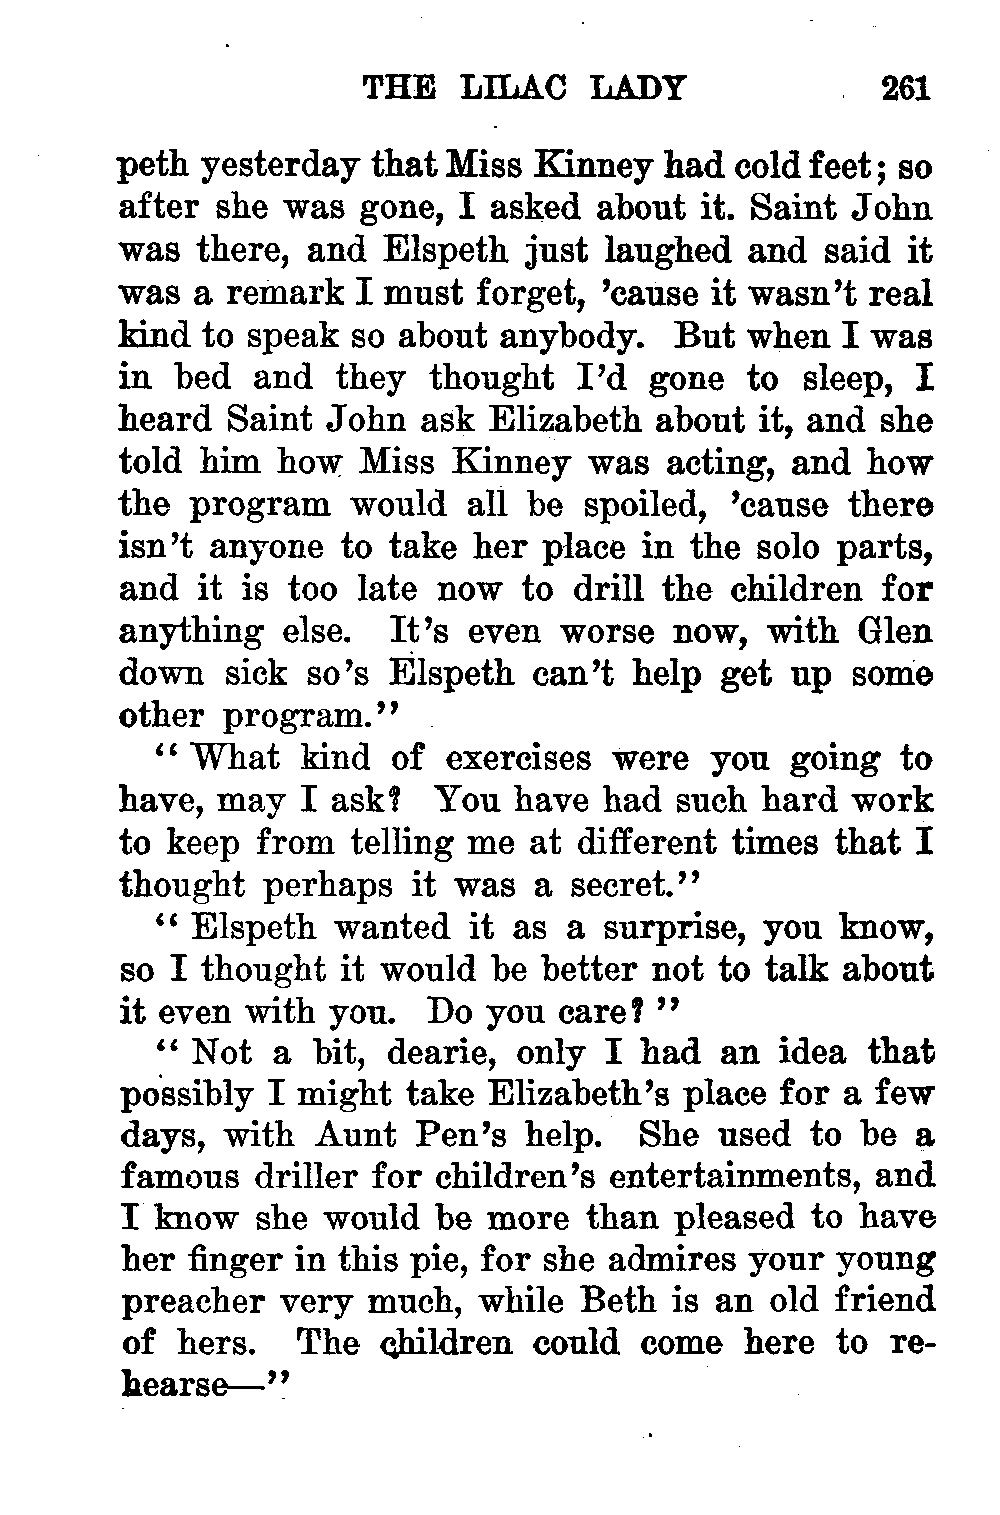 THE LILAC LADY 261
peth yesterday that Miss Kinney had cold feet; so
after she was gone, I asked about it. Saint John
was there, and Elspeth just laughed and said it
was a remark I must forget, 'cause it wasn't real
kind to speak so about anybody. But when I was
in bed and they thought I'd gone to sleep, I
heard Saint John ask Elizabeth about it, and she
told him how Miss Kinney was acting, and how
the program would all be spoiled, 'cause there
isn't anyone to take her place in the solo parts,
and it is too late now to drill the children for
anything else. It's even worse now, with Glen
down sick so's Elspeth can't help get up some
other program."
" What kind of exercises were you going to
have, may I ask? You have had such hard work
to keep from telling me at different times that I
thought perhaps it was a secret."
" Elspeth wanted it as a surprise, you know,
so I thought it would be better not to talk about
it even with you. Do you care? "
" Not a bit, dearie, only I had an idea that
possibly I might take Elizabeth's place for a few
days, with Aunt Pen's help. She used to be a
famous driller for children's entertainments, and
I know she would be more than pleased to have
her finger in this pie, for she admires your young
preacher very much, while Beth is an old friend
of hers. The children could come here to re-
hearse—"